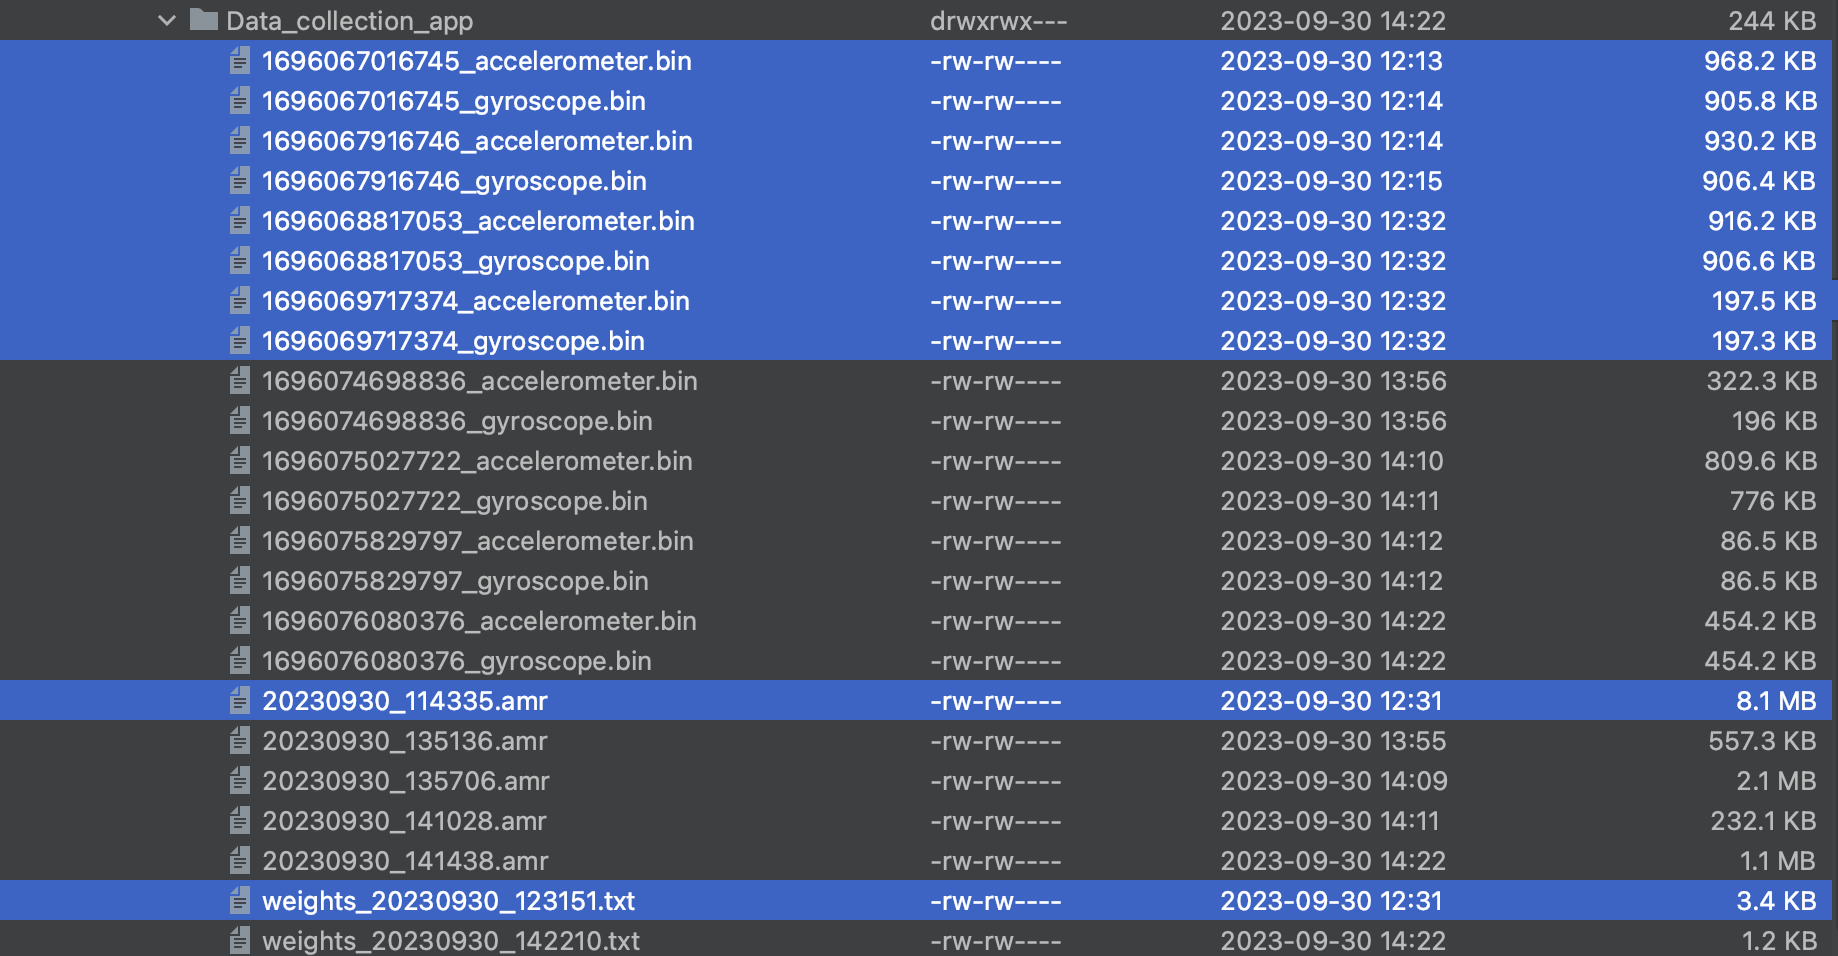 Data_collection_app drwxrwx--- 2023-09-30 14:22 244 KB
1696067016745_accelerometer.bin -rw-rw---- 2023-09-30 12:13 968.2 KB
1696067016745_gyroscope.bin -rw-rw---- 2023-09-30 12:14 905.8 KB
1696067916746_accelerometer.bin -rw-rw---- 2023-09-30 12:14 930.2 KB
1696067916746_gyroscope.bin -rw-rw---- 2023-09-30 12:15 906.4 KB
1696068817053_accelerometer.bin -rw-rw---- 2023-09-30 12:32 916.2 KB
1696068817053_gyroscope.bin -rw-rw---- 2023-09-30 12:32 906.6 KB
1696069717374_accelerometer.bin -rw-rw---- 2023-09-30 12:32 197.5 KB
1696069717374_gyroscope.bin -rw-rw---- 2023-09-30 12:32 197.3 KB
1696074698836_accelerometer.bin -rw-rw---- 2023-09-30 13:56 322.3 KB
1696074698836_gyroscope.bin -rw-rw---- 2023-09-30 13:56 196 KB
1696075027722_accelerometer.bin -rw-rw---- 2023-09-30 14:10 809.6 KB
1696075027722_gyroscope.bin -rw-rw---- 2023-09-30 14:11 776 KB
1696075829797_accelerometer.bin -rw-rw---- 2023-09-30 14:12 86.5 KB
1696075829797_gyroscope.bin -rw-rw---- 2023-09-30 14:12 86.5 KB
1696076080376_accelerometer.bin -rw-rw---- 2023-09-30 14:22 454.2 KB
1696076080376_gyroscope.bin -rw-rw---- 2023-09-30 14:22 454.2 KB
20230930_114335.amr -rw-rw---- 2023-09-30 12:31 8.1 MB
20230930_135136.amr -rw-rw---- 2023-09-30 13:55 557.3 KB
20230930_135706.amr -rw-rw---- 2023-09-30 14:09 2.1 MB
20230930_141028.amr -rw-rw---- 2023-09-30 14:11 232.1 KB
20230930_141438.amr -rw-rw---- 2023-09-30 14:22 1.1 MB
weights_20230930_123151.txt -rw-rw---- 2023-09-30 12:31 3.4 KB
weights_20230930_142210.txt -rw-rw---- 2023-09-30 14:22 1.2 KB